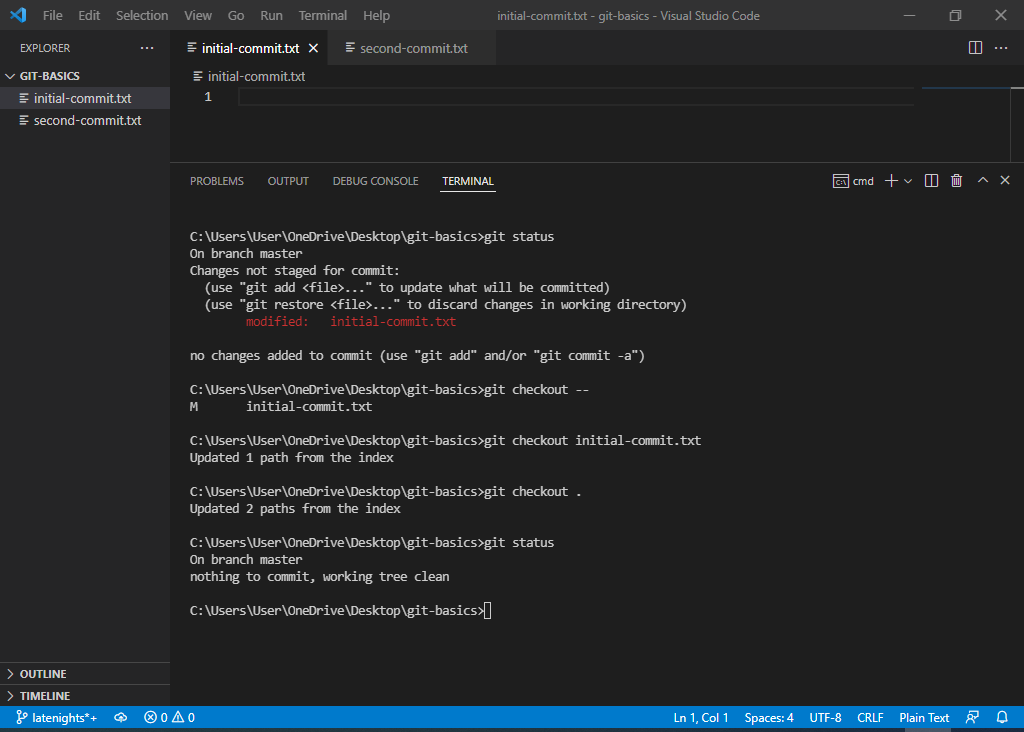 File Edit Selection View Go Run Terminal Help initial-commit.txt - git-basics - Visual Studio Code
EXPLORER
GIT-BASICS
initial-commit.txt
second-commit.txt
initial-commit.txt second-commit.txt
initial-commit.txt
1
PROBLEMS OUTPUT DEBUG CONSOLE TERMINAL cmd
C:\Users\User\OneDrive\Desktop\git-basics>git status
On branch master
Changes not staged for commit:
  (use "git add <file>..." to update what will be committed)
  (use "git restore <file>..." to discard changes in working directory)
        modified:   initial-commit.txt
no changes added to commit (use "git add" and/or "git commit -a")
C:\Users\User\OneDrive\Desktop\git-basics>git checkout --
M       initial-commit.txt
C:\Users\User\OneDrive\Desktop\git-basics>git checkout initial-commit.txt
Updated 1 path from the index
C:\Users\User\OneDrive\Desktop\git-basics>git checkout .
Updated 2 paths from the index
C:\Users\User\OneDrive\Desktop\git-basics>git status
On branch master
nothing to commit, working tree clean
C:\Users\User\OneDrive\Desktop\git-basics>
OUTLINE
TIMELINE
latenights*+ 0 0 Ln 1, Col 1 Spaces: 4 UTF-8 CRLF Plain Text